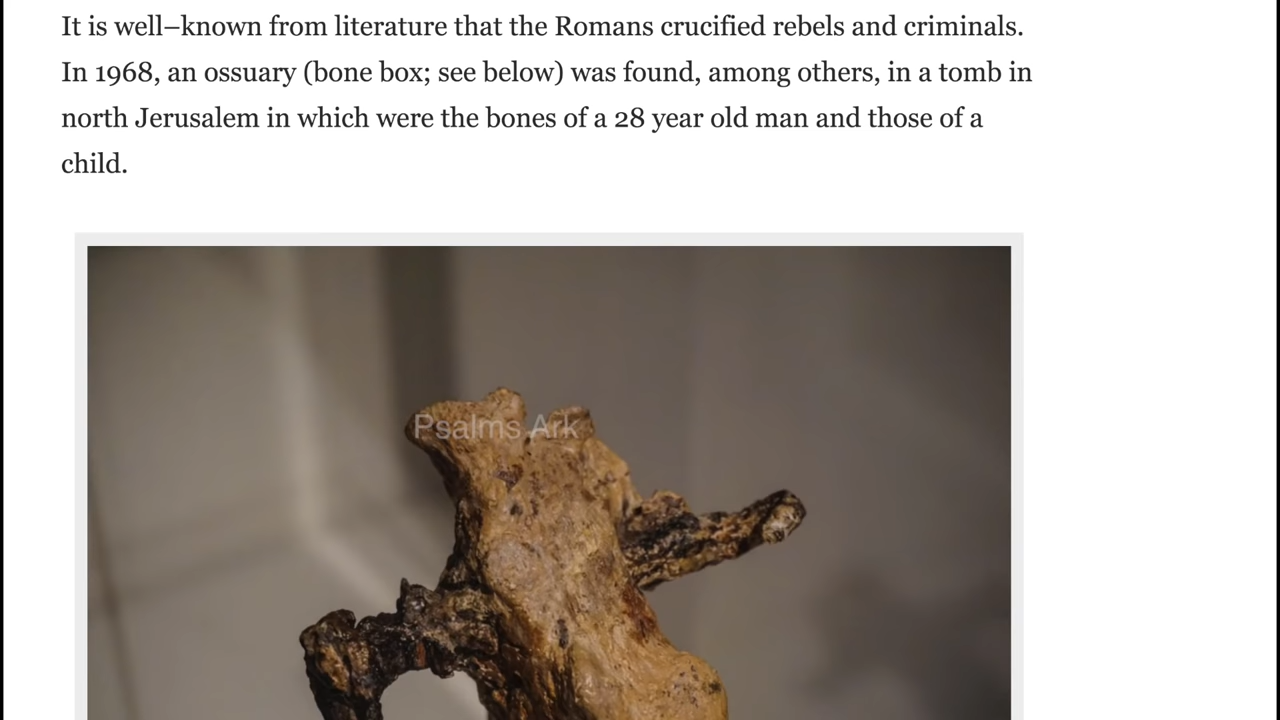 It is well–known from literature that the Romans crucified rebels and criminals.
In 1968, an ossuary (bone box; see below) was found, among others, in a tomb in
north Jerusalem in which were the bones of a 28 year old man and those of a
child.
Psalms Ark